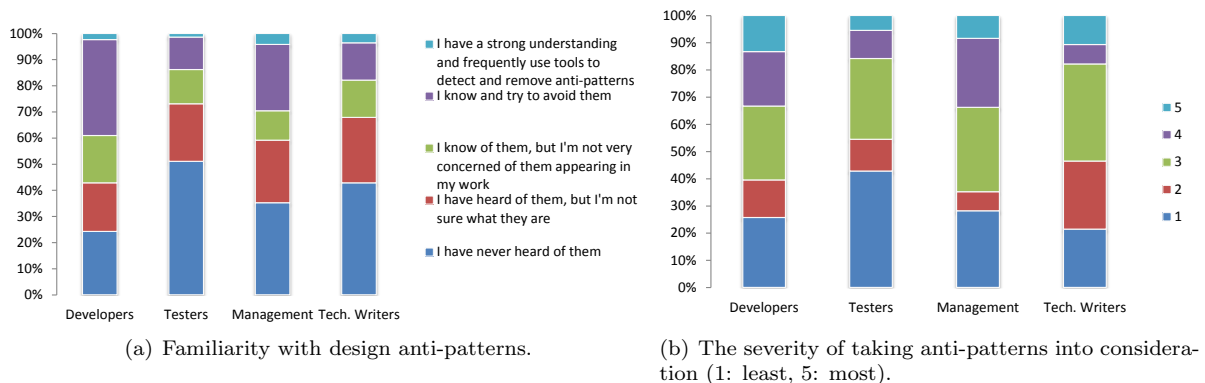 100%
90%
80%
70%
60%
50%
40%
30%
20%
10%
0%
Developers Testers Management Tech. Writers
I have a strong understanding
and frequently use tools to
detect and remove anti-patterns
I know and try to avoid them
I know of them, but I'm not very
concerned of them appearing in
my work
I have heard of them, but I'm not
sure what they are
I have never heard of them
(a) Familiarity with design anti-patterns.
100%
90%
80%
70%
60%
50%
40%
30%
20%
10%
0%
Developers Testers Management Tech. Writers
5
4
3
2
1
(b) The severity of taking anti-patterns into considera-
tion (1: least, 5: most).